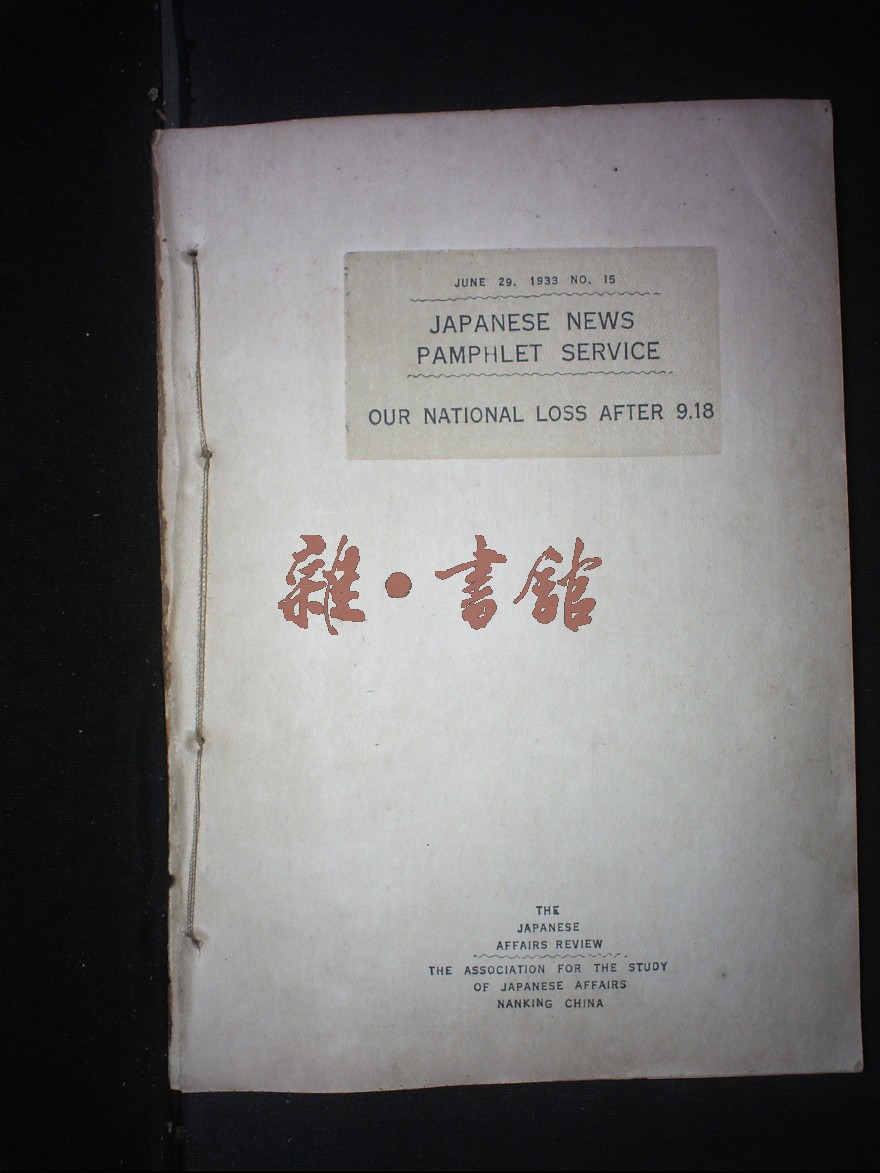 JUNE 29. 1933 NO. 15
JAPANESE NEWS
PAMPHLET SERVICE
OUR NATIONAL LOSS AFTER 9.18
雜•書館
THE
JAPANESE
AFFAIRS REVIEW
THE ASSOCIATION FOR THE STUDY
OF JAPANESE AFFAIRS
NANKING CHINA